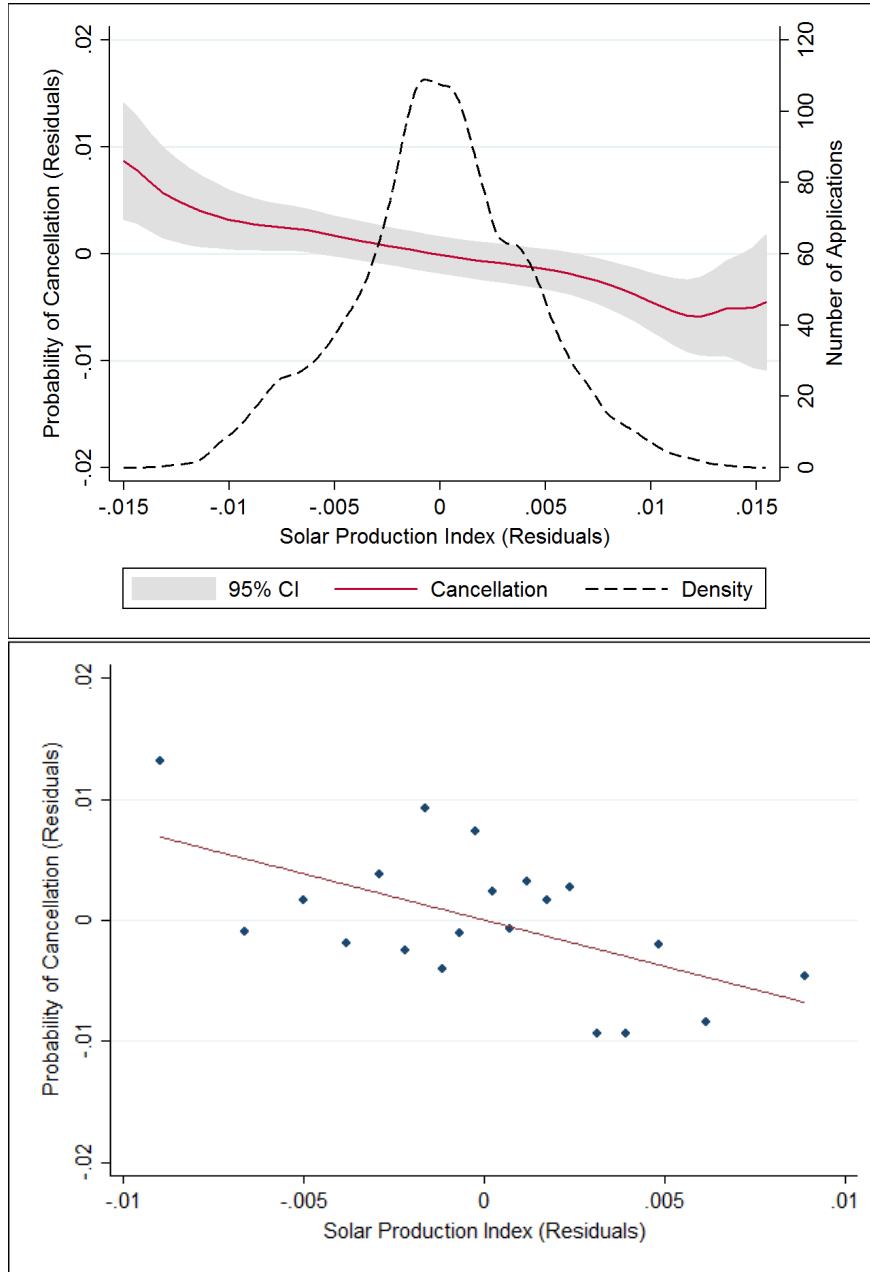 Probability of Cancellation (Residuals)
.02
.01
0
-.01
-.02
120
100
80
60
40
20
0
Number of Applications
-.015 -.01 -.005 0 .005 .01 .015
Solar Production Index (Residuals)
95% CI Cancellation Density
Probability of Cancellation (Residuals)
.02
.01
0
-.01
-.02
-.01 -.005 0 .005 .01
Solar Production Index (Residuals)